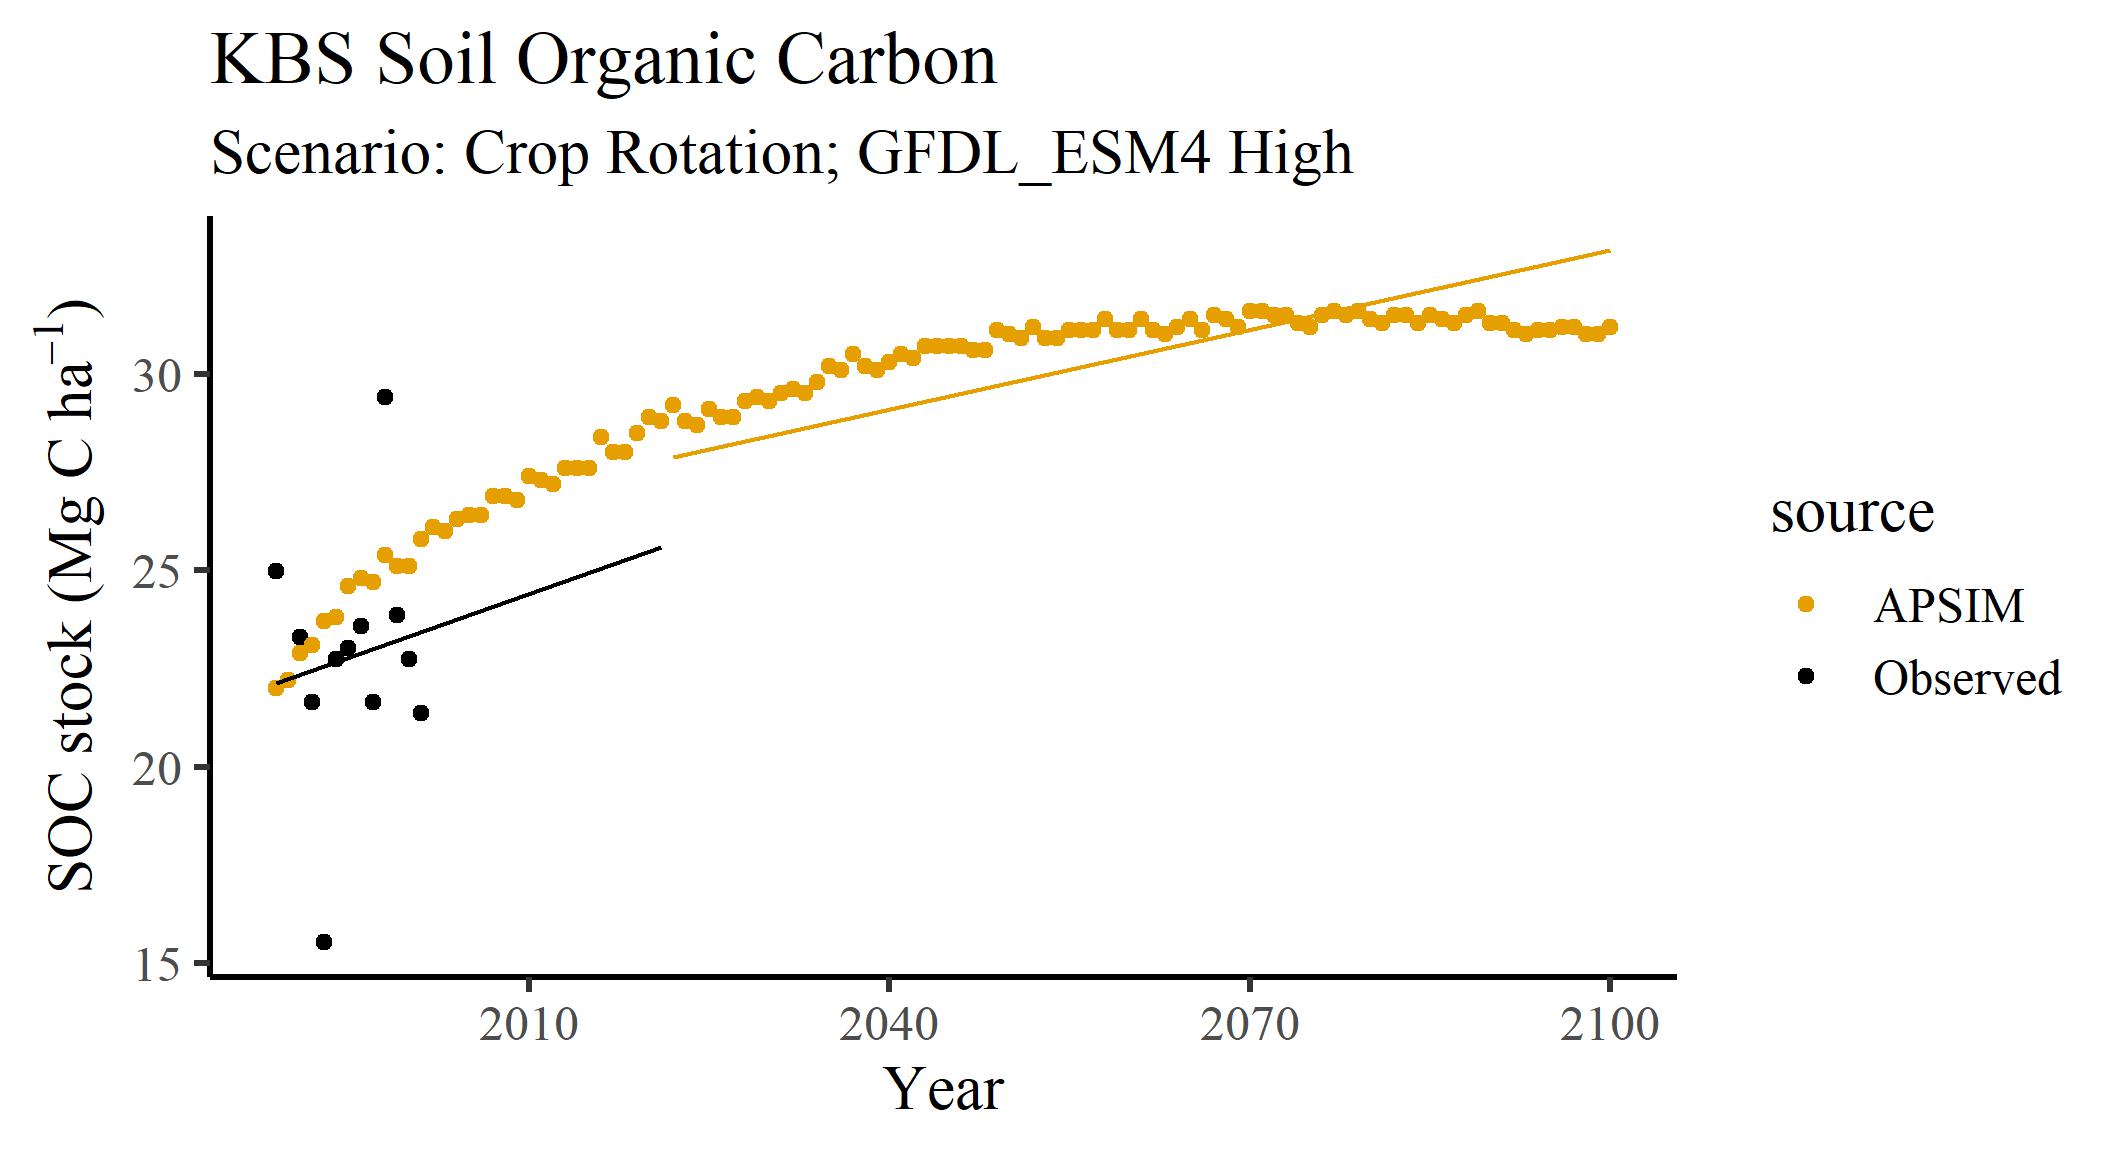 KBS Soil Organic Carbon
Scenario: Crop Rotation; GFDL_ESM4 High
SOC stock (Mg C ha⁻¹)
30
25
20
15
2010 2040 2070 2100
Year
source
APSIM
Observed